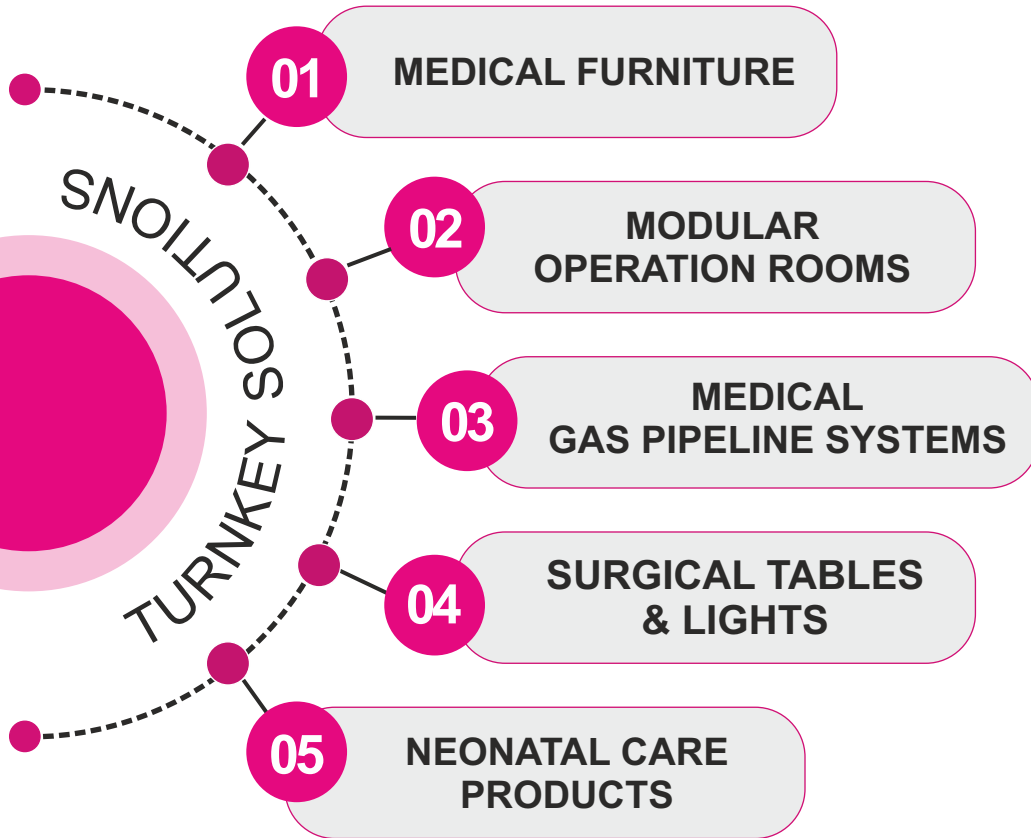 TURNKEY SOLUTIONS
01
MEDICAL FURNITURE
02
MODULAR
OPERATION ROOMS
03
MEDICAL
GAS PIPELINE SYSTEMS
04
SURGICAL TABLES
& LIGHTS
05
NEONATAL CARE
PRODUCTS